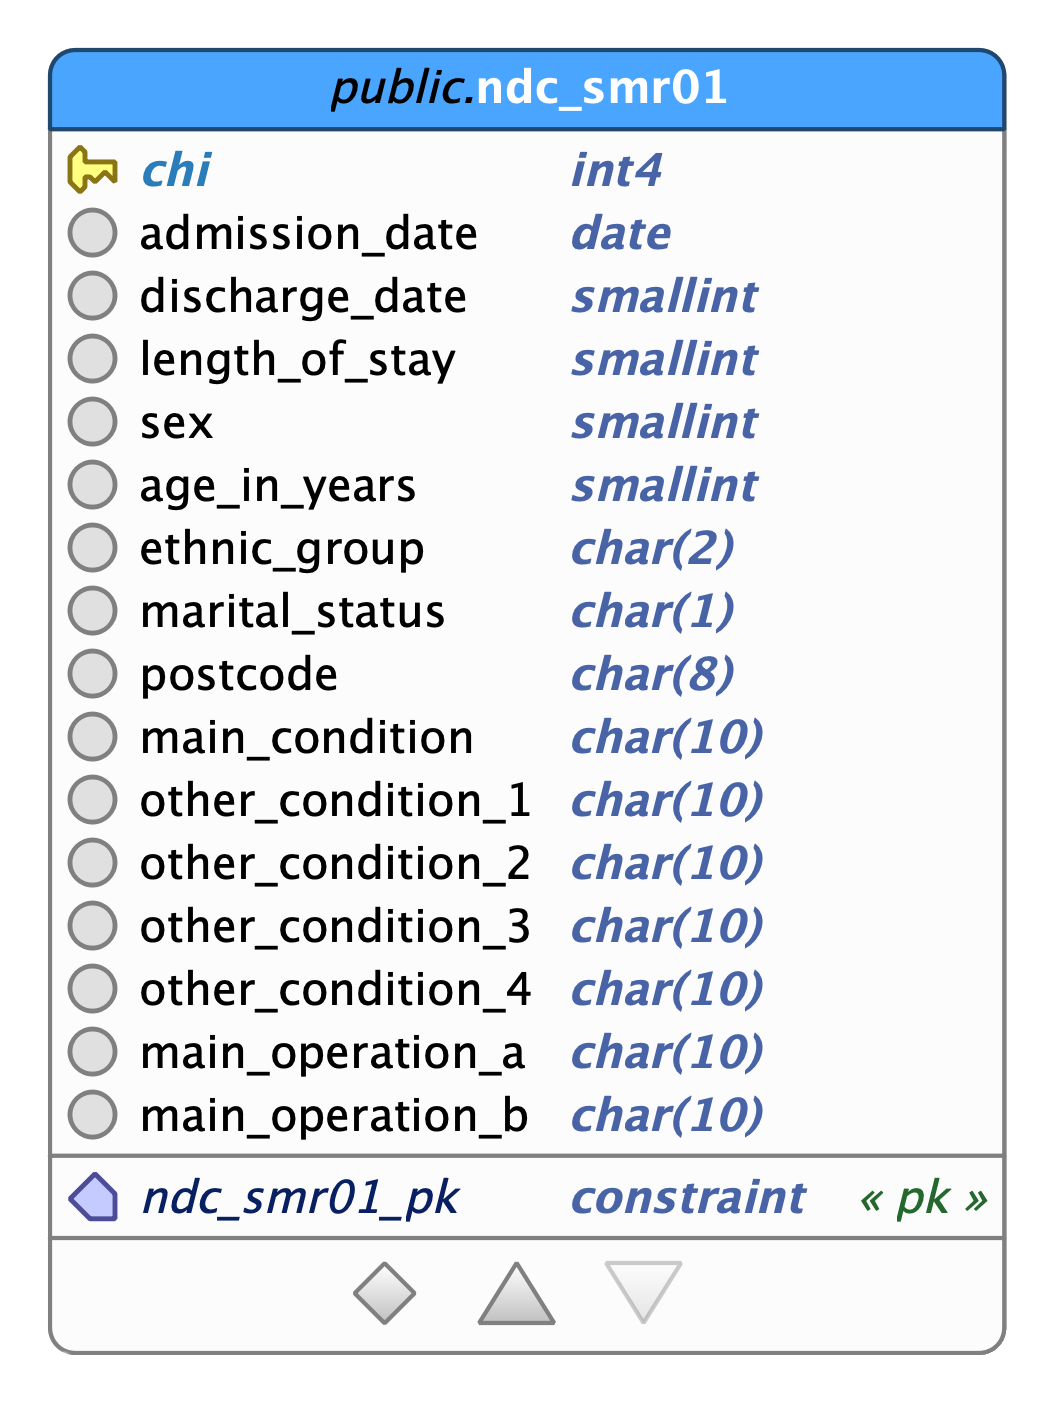 public.ndc_smr01
chi int4
admission_date date
discharge_date smallint
length_of_stay smallint
sex smallint
age_in_years smallint
ethnic_group char(2)
marital_status char(1)
postcode char(8)
main_condition char(10)
other_condition_1 char(10)
other_condition_2 char(10)
other_condition_3 char(10)
other_condition_4 char(10)
main_operation_a char(10)
main_operation_b char(10)
ndc_smr01_pk constraint « pk »